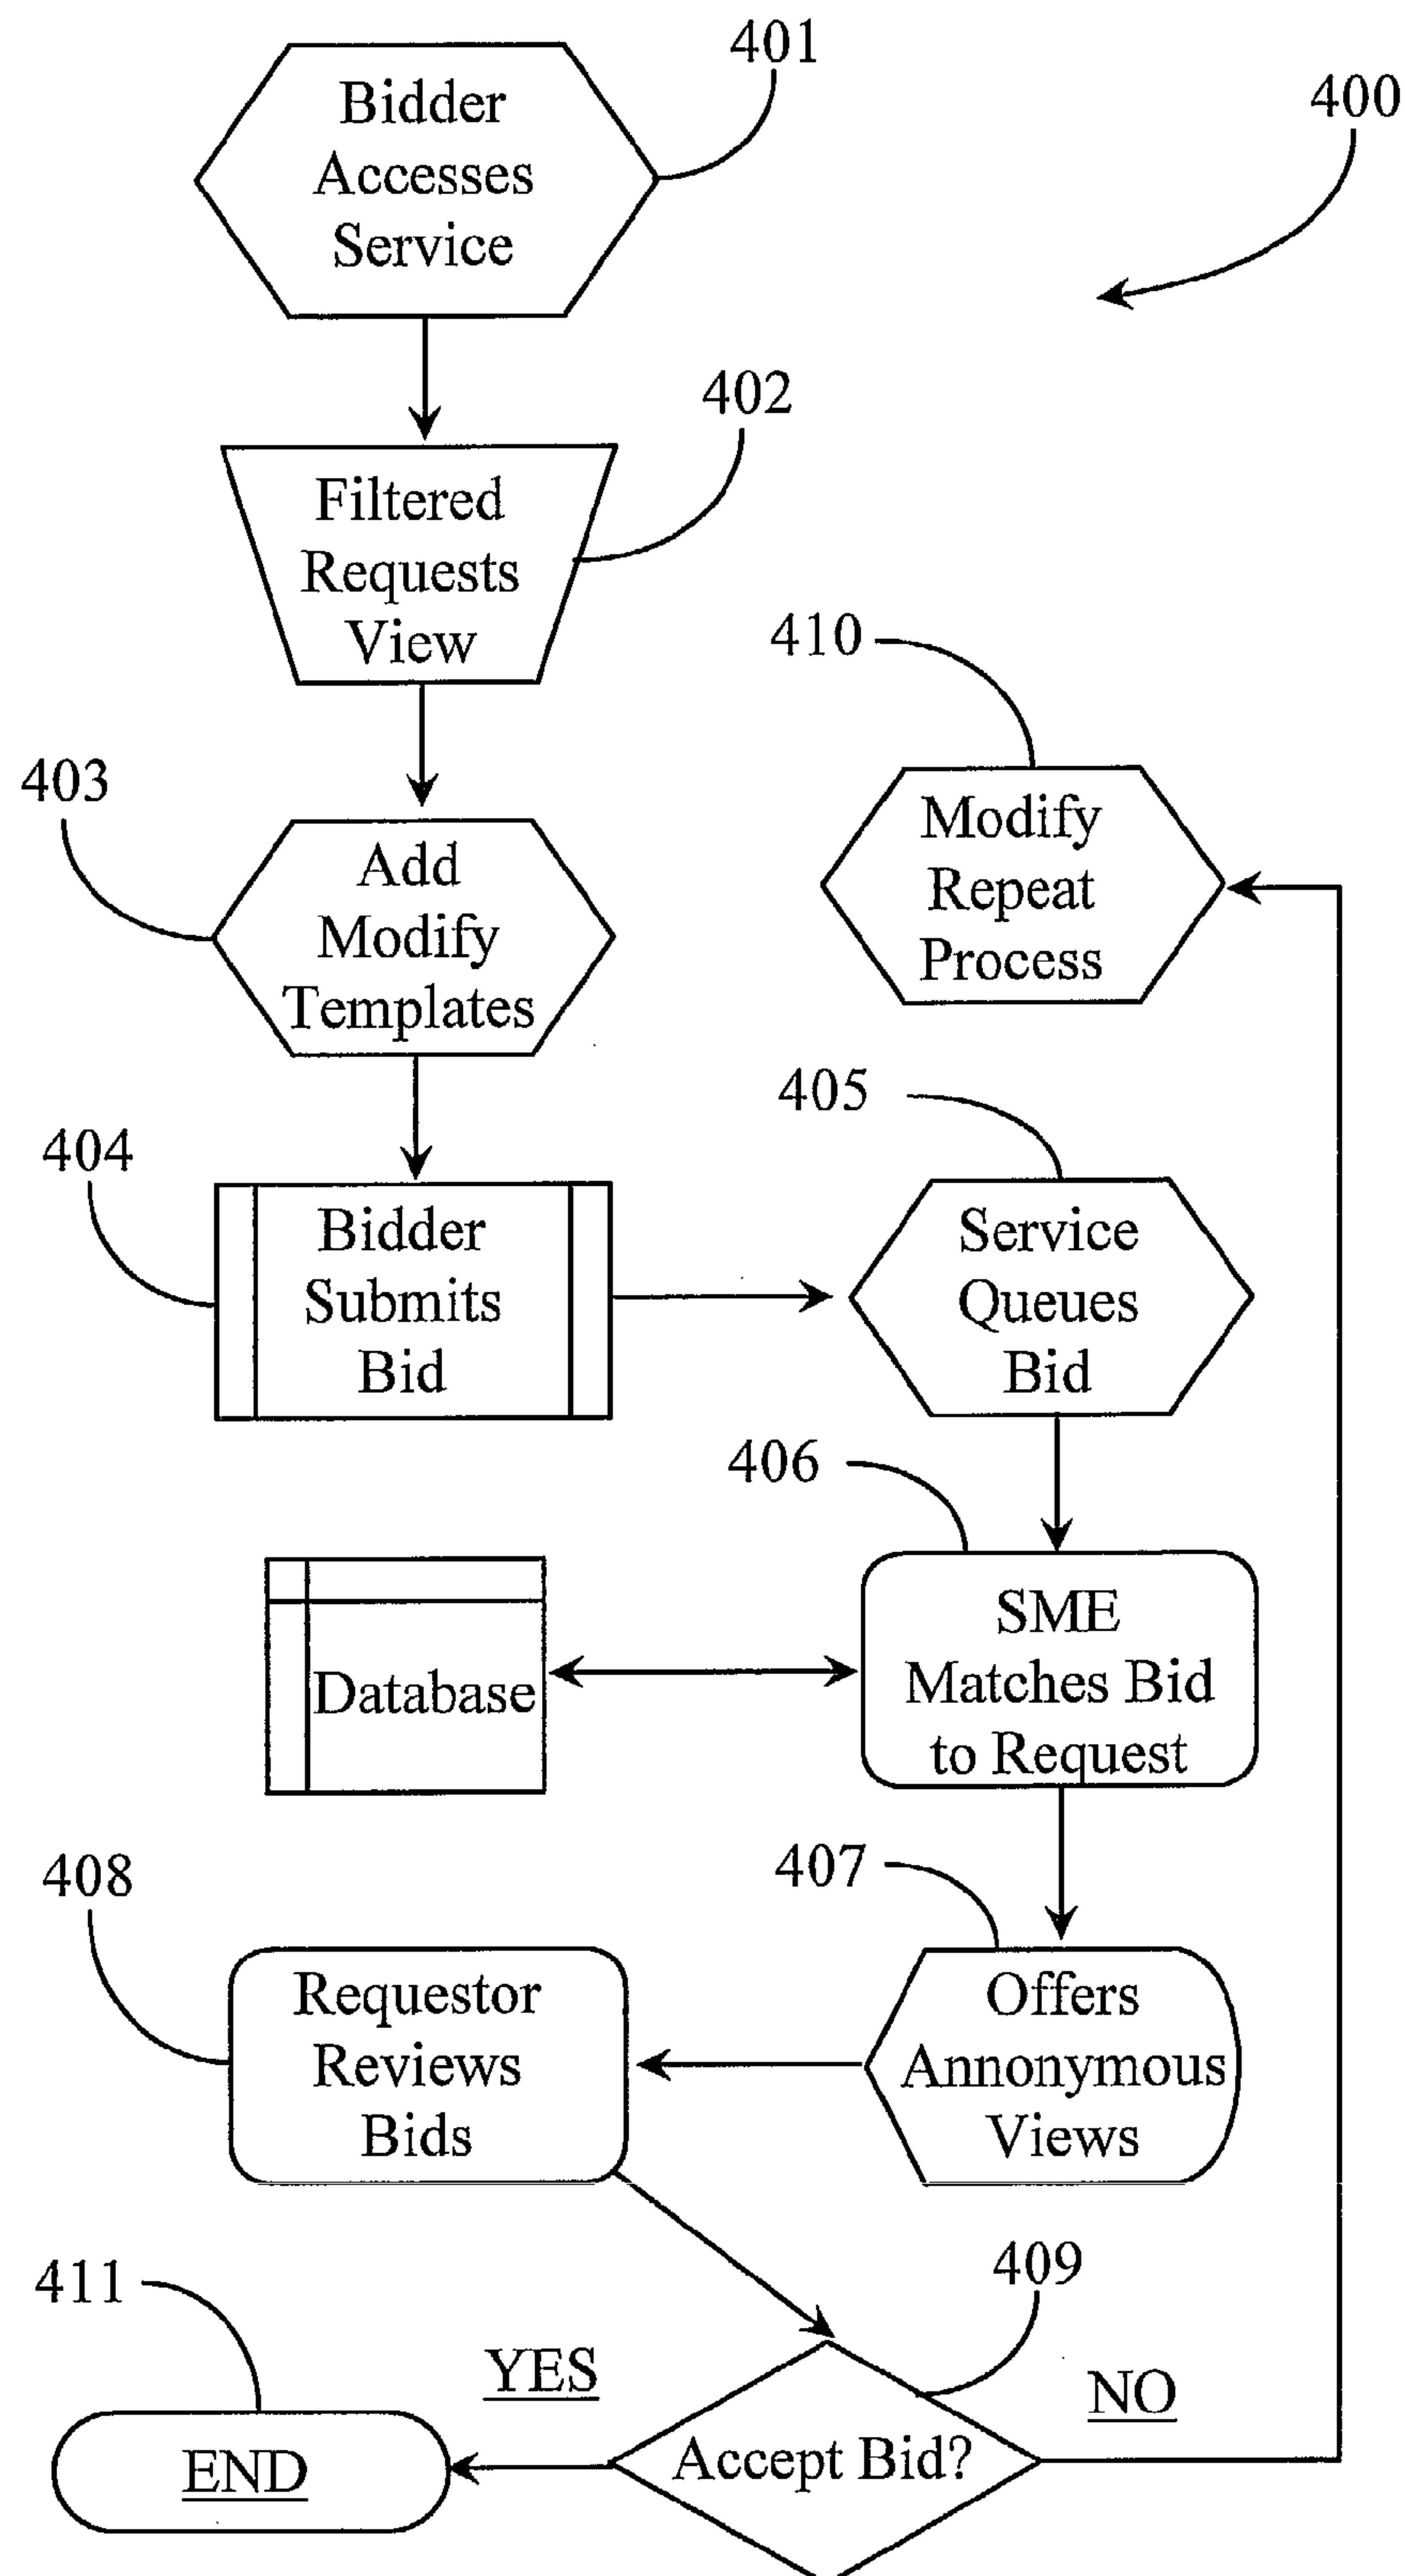 401
Bidder
Accesses
Service
400
402
Filtered
Requests
View
410
Modify
Repeat
Process
403
Add
Modify
Templates
404
Bidder
Submits
Bid
405
Service
Queues
Bid
406
SME
Matches Bid
to Request
Database
407
Offers
Annonymous
Views
408
Requestor
Reviews
Bids
409
Accept Bid?
YES
NO
411
END